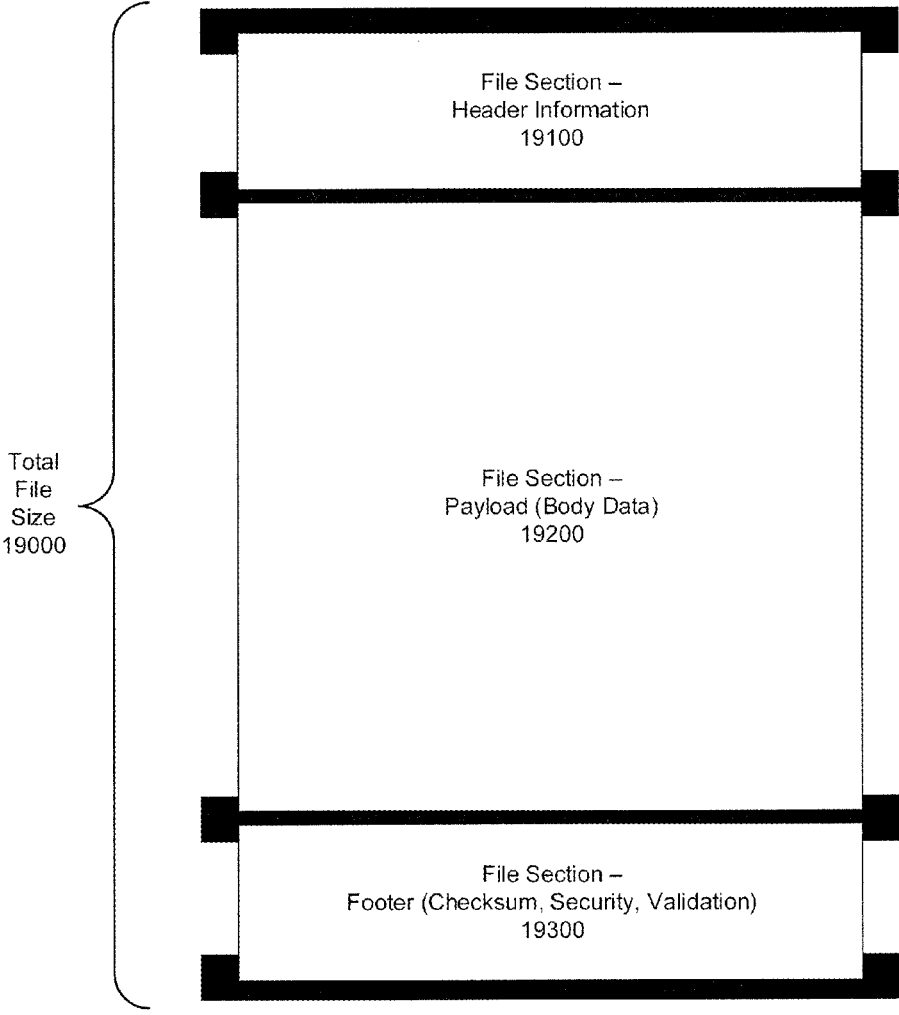 File Section –
Header Information
19100
Total
File
Size
19000
File Section –
Payload (Body Data)
19200
File Section –
Footer (Checksum, Security, Validation)
19300